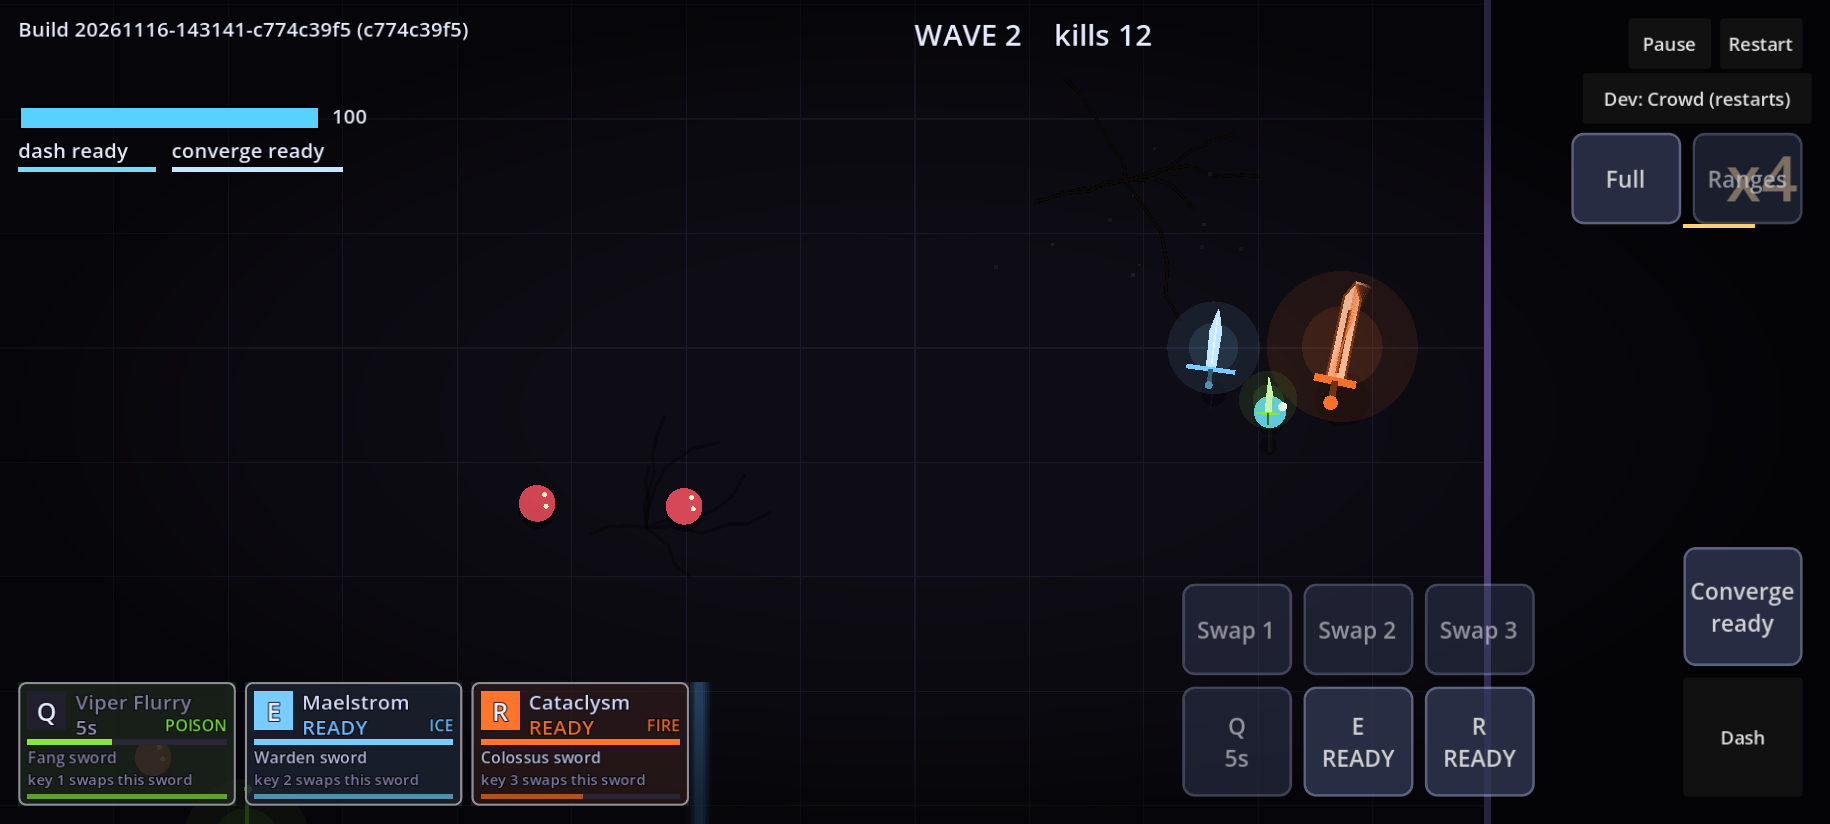 Build 20261116-143141-c774c39f5 (c774c39f5)
WAVE 2 kills 12
Pause
Restart
Dev: Crowd (restarts)
100
dash ready
converge ready
Full
Ranges
x4
Converge
ready
Swap 1
Swap 2
Swap 3
Q
Viper Flurry
5s
POISON
Fang sword
key 1 swaps this sword
E
Maelstrom
READY
ICE
Warden sword
key 2 swaps this sword
R
Cataclysm
READY
FIRE
Colossus sword
key 3 swaps this sword
Q
5s
E
READY
R
READY
Dash